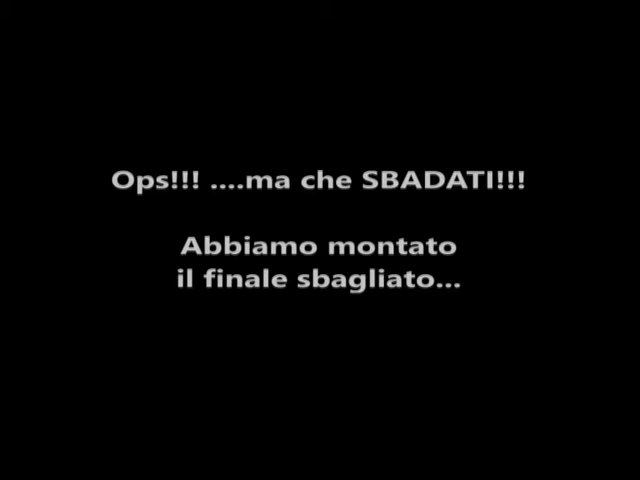 Ops!!! ....ma che SBADATI!!!
Abbiamo montato
il finale sbagliato...